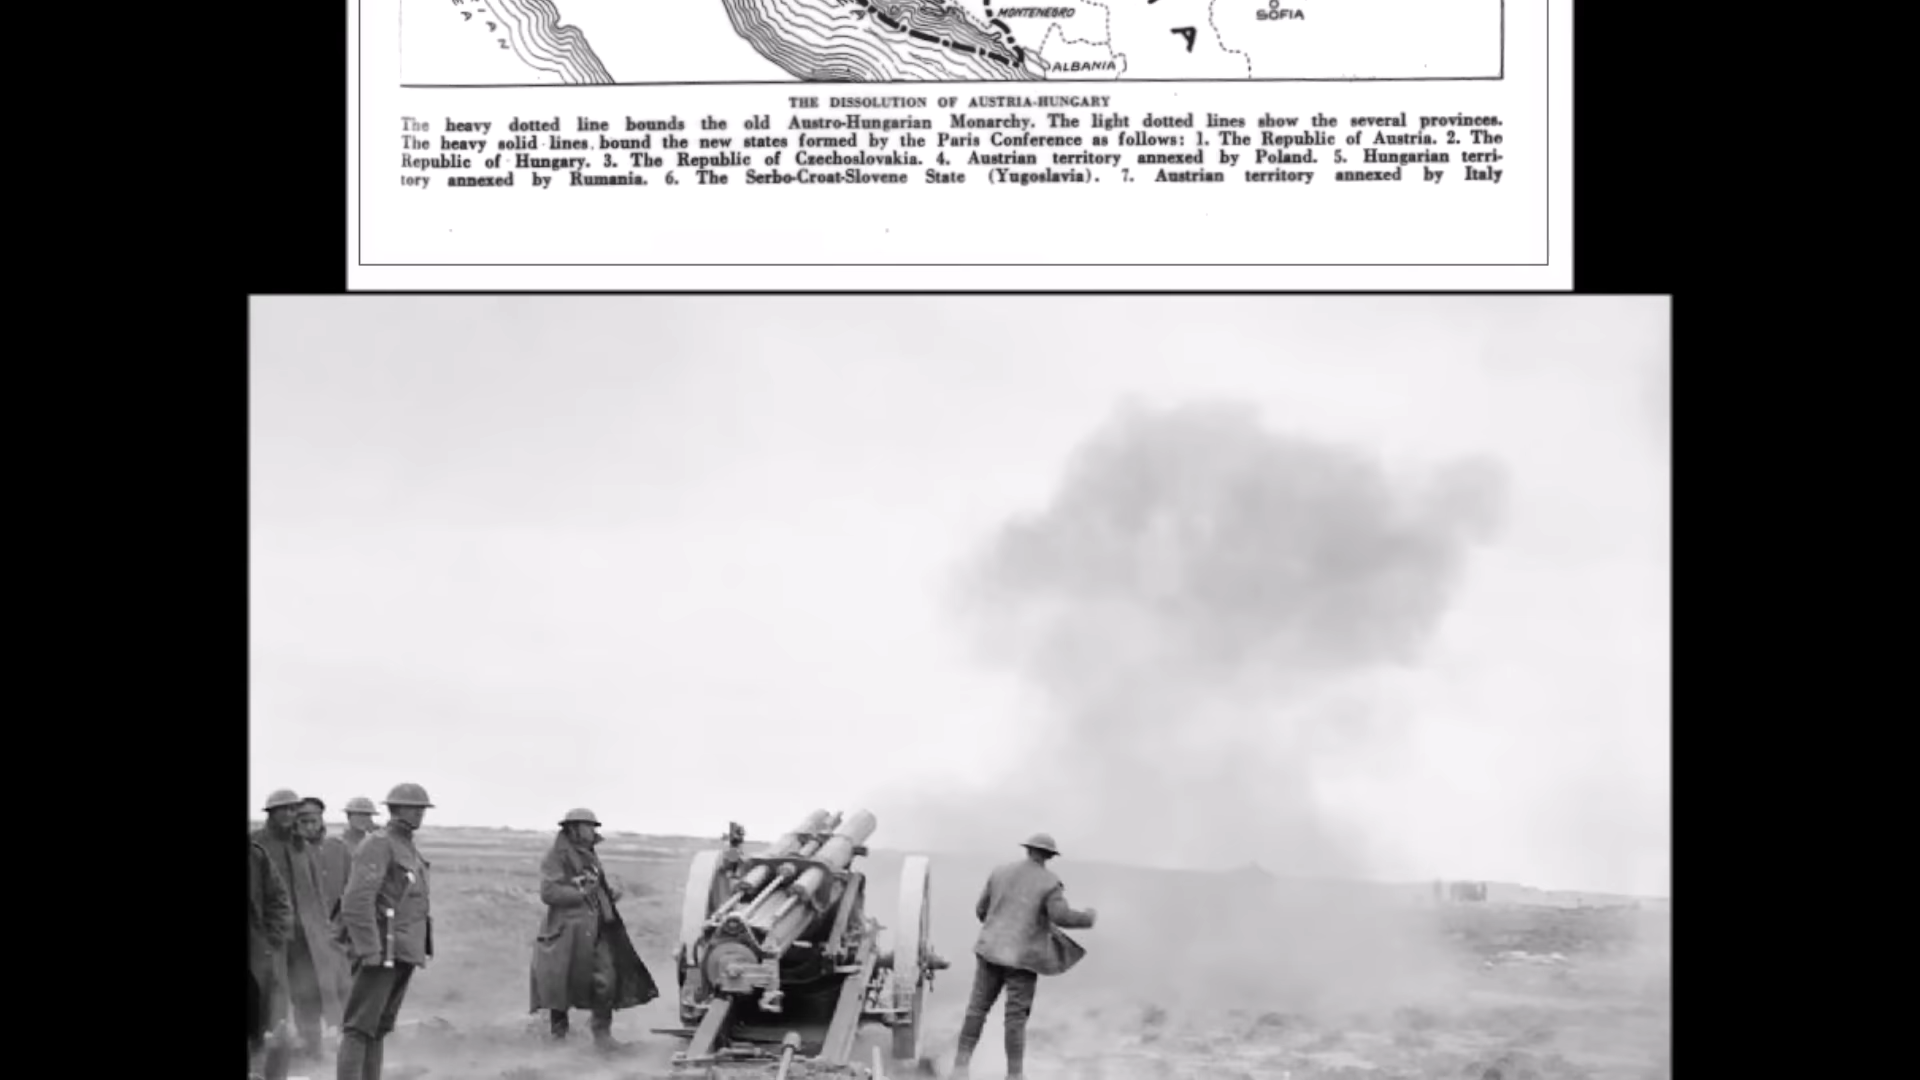 MONTENEGRO
SOFIA
ALBANIA
THE DISSOLUTION OF AUSTRIA-HUNGARY
The heavy dotted line bounds the old Austro-Hungarian Monarchy. The light dotted lines show the several provinces.
The heavy solid lines bound the new states formed by the Paris Conference as follows: 1. The Republic of Austria. 2. The
Republic of Hungary. 3. The Republic of Czechoslovakia. 4. Austrian territory annexed by Poland. 5. Hungarian terri-
tory annexed by Rumania. 6. The Serbo-Croat-Slovene State (Yugoslavia). 7. Austrian territory annexed by Italy